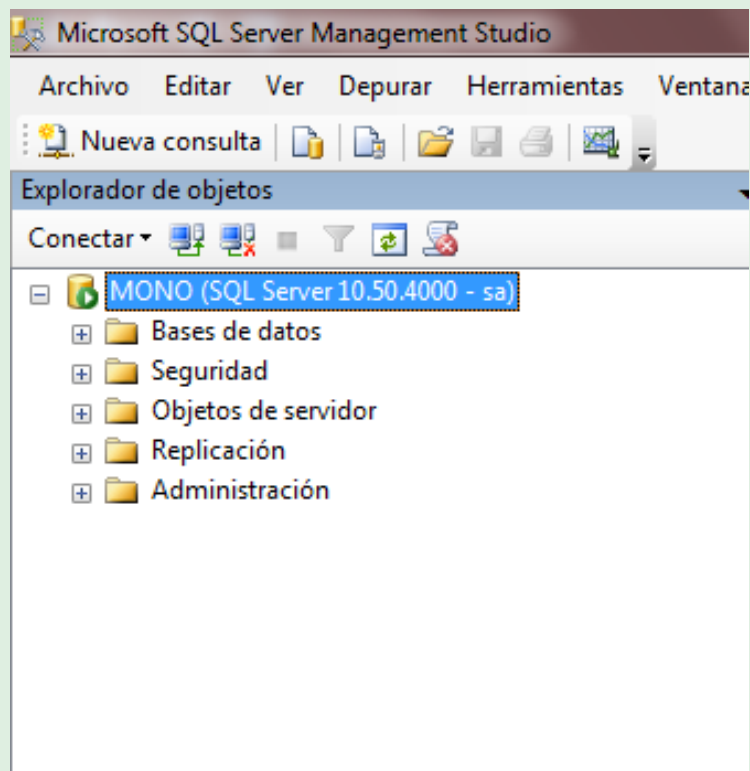 Microsoft SQL Server Management Studio
Archivo Editar Ver Depurar Herramientas Ventana
Nueva consulta
Explorador de objetos
Conectar
MONO (SQL Server 10.50.4000 - sa)
Bases de datos
Seguridad
Objetos de servidor
Replicación
Administración